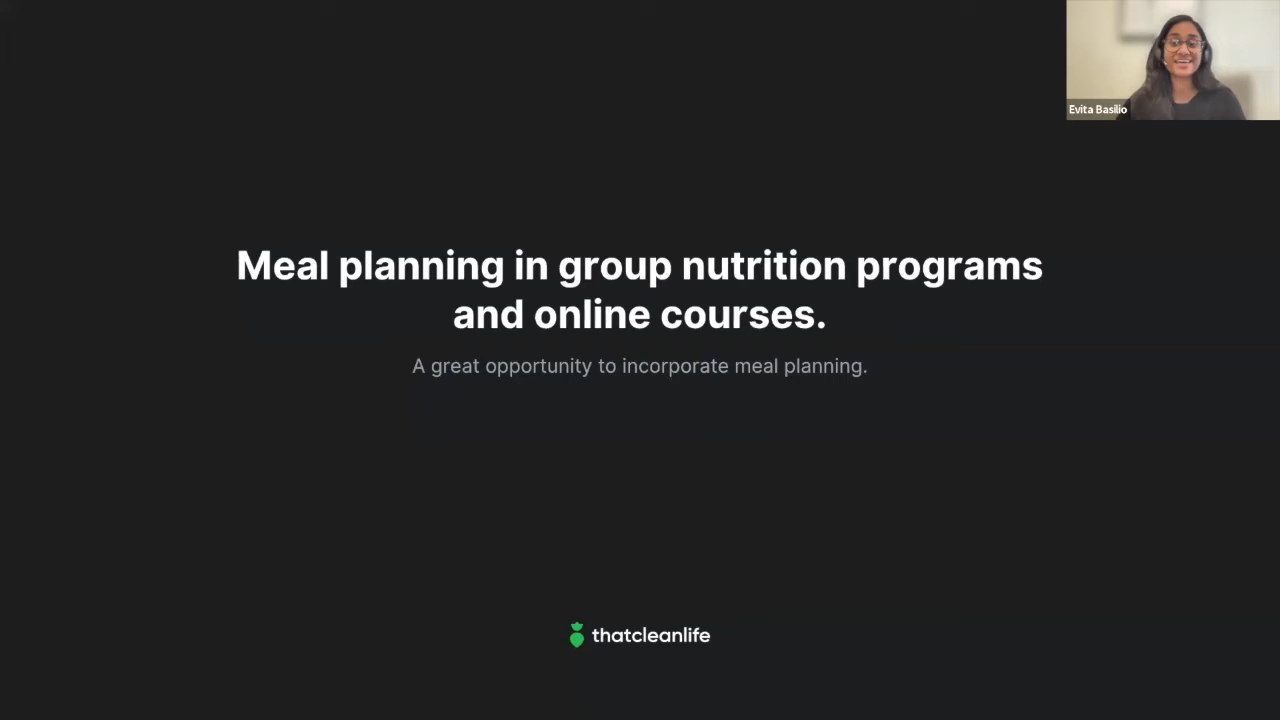 Evita Basilio
Meal planning in group nutrition programs
and online courses.
A great opportunity to incorporate meal planning.
thatcleanlife